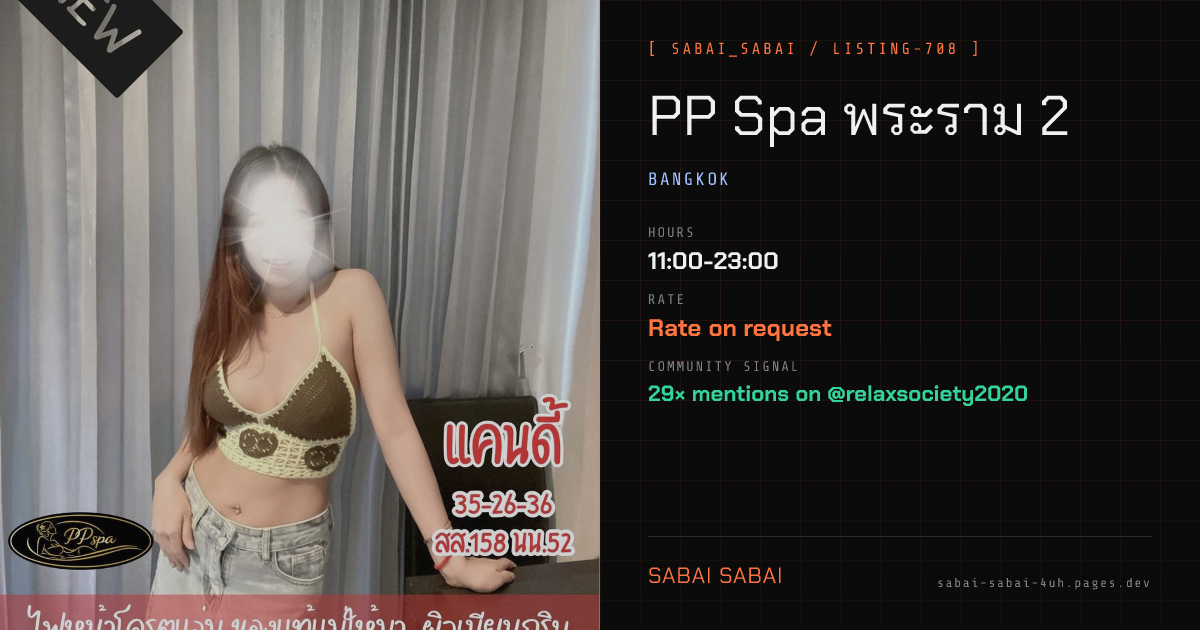 NEW
แคนดี้
35-26-36
สส.158 นน.52
PPspa
[ SABAI_SABAI / LISTING-708 ]
PP Spa พระราม 2
BANGKOK
HOURS
11:00-23:00
RATE
Rate on request
COMMUNITY SIGNAL
29× mentions on @relaxsociety2020
SABAI SABAI
sabai-sabai-4uh.pages.dev